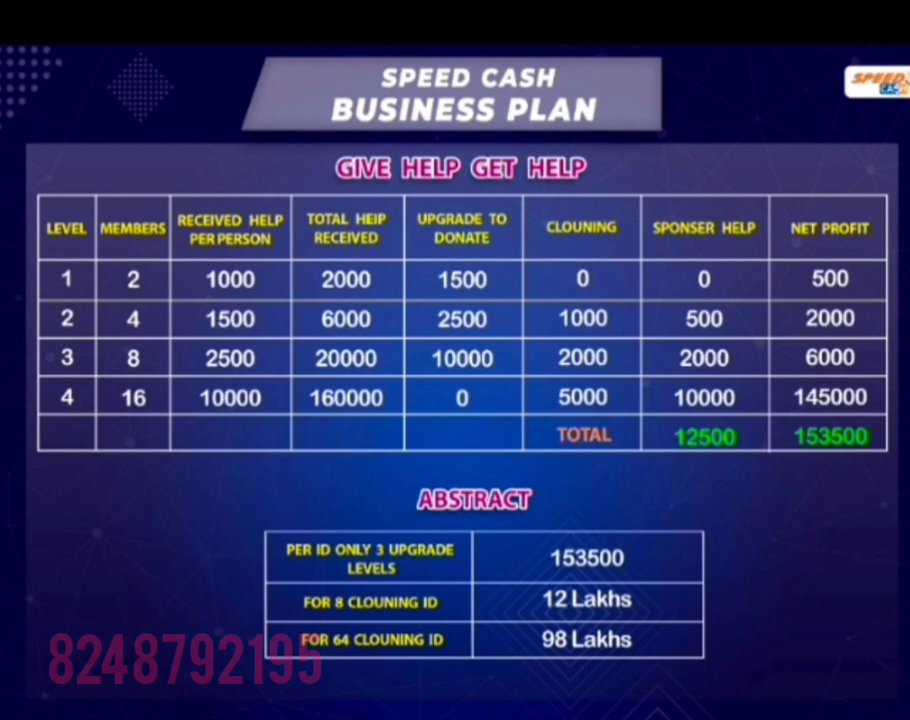 SPEED CASH
BUSINESS PLAN
SPEED
CASH
GIVE HELP GET HELP
LEVEL MEMBERS RECEIVED HELP PER PERSON TOTAL HEIP RECEIVED UPGRADE TO DONATE CLOUNING SPONSER HELP NET PROFIT
1 2 1000 2000 1500 0 0 500
2 4 1500 6000 2500 1000 500 2000
3 8 2500 20000 10000 2000 2000 6000
4 16 10000 160000 0 5000 10000 145000
TOTAL 12500 153500
ABSTRACT
PER ID ONLY 3 UPGRADE LEVELS 153500
FOR 8 CLOUNING ID 12 Lakhs
FOR 64 CLOUNING ID 98 Lakhs
8248792195